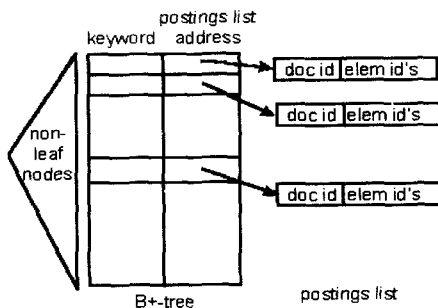 postings list
keyword address
doc id elem id's
doc id elem id's
non-
leaf
nodes
doc id elem id's
B+-tree
postings list